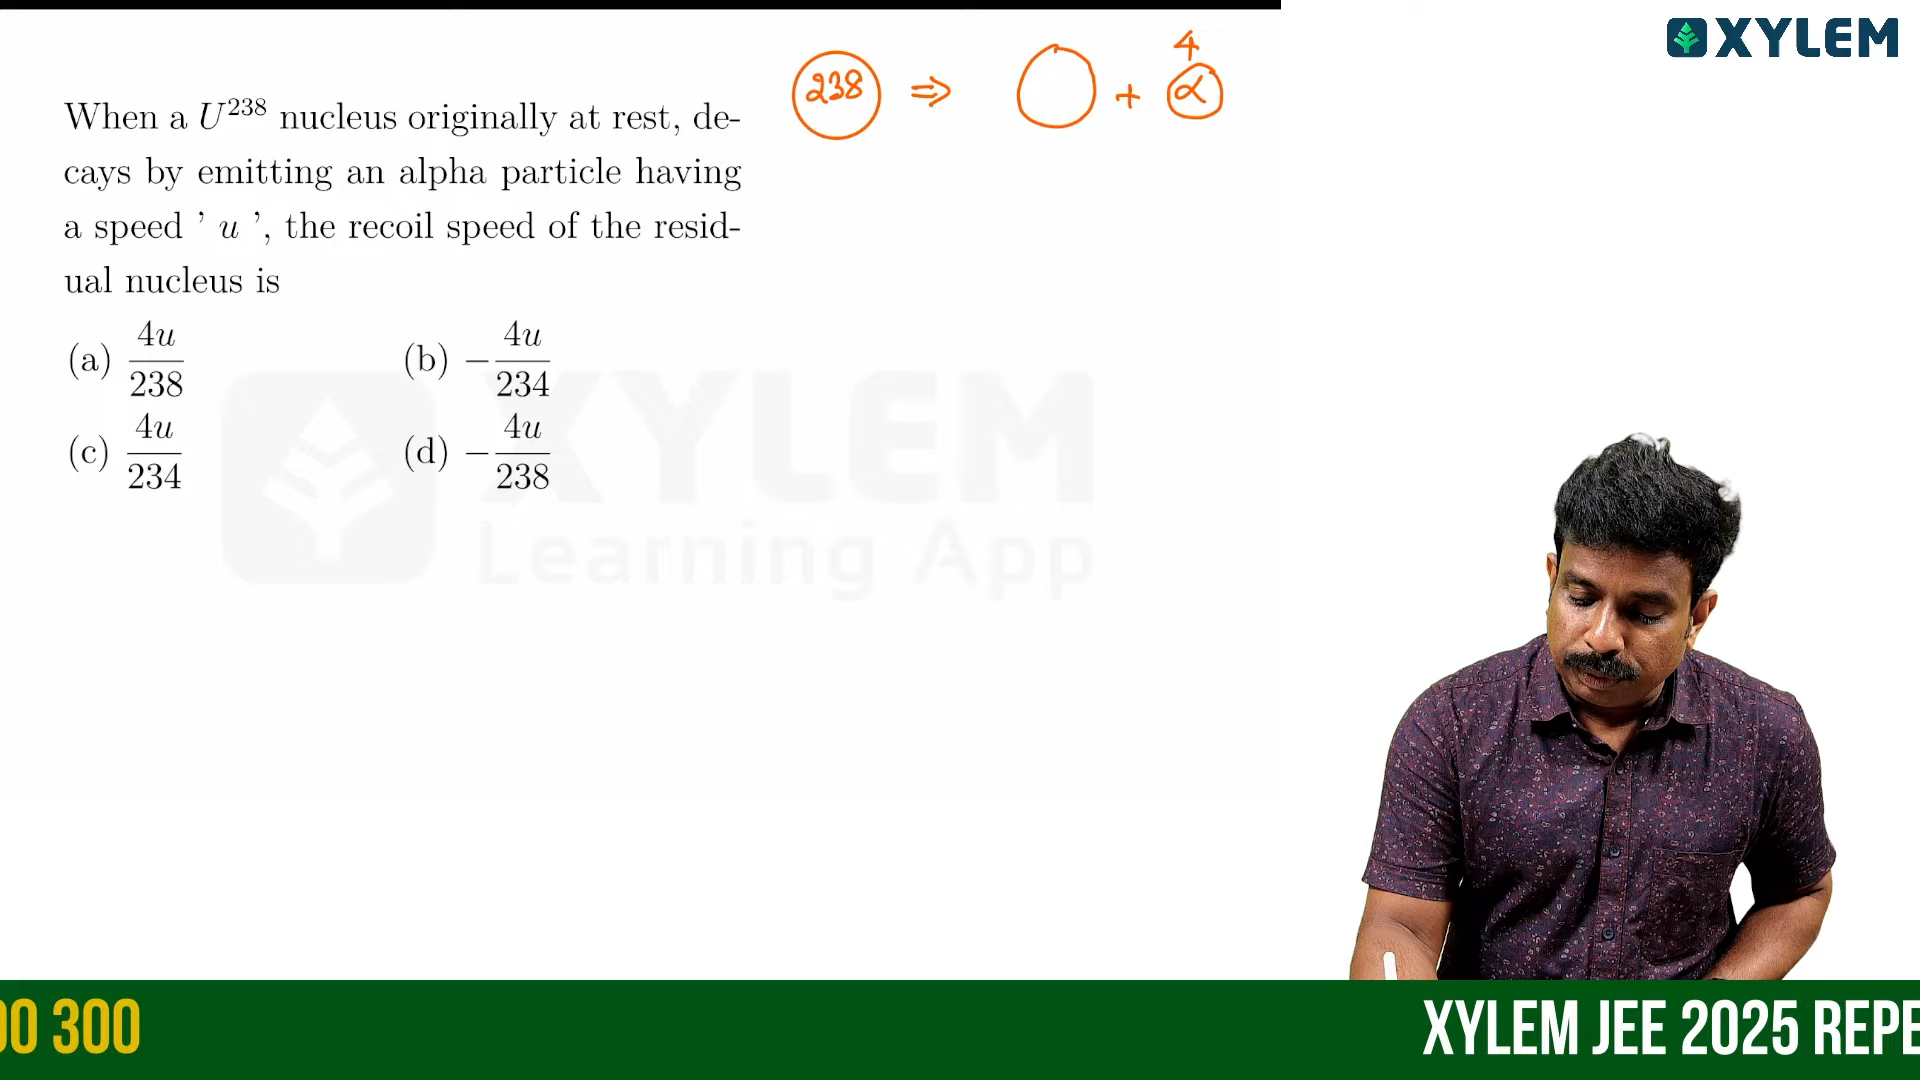 XYLEM
238 ⇒ ◯ + α 4
When a U²³⁸ nucleus originally at rest, de-
cays by emitting an alpha particle having
a speed ' u ', the recoil speed of the resid-
ual nucleus is
(a) 4u/238 (b) −4u/234
(c) 4u/234 (d) −4u/238
XYLEM
Learning App
00 300 XYLEM JEE 2025 REPE